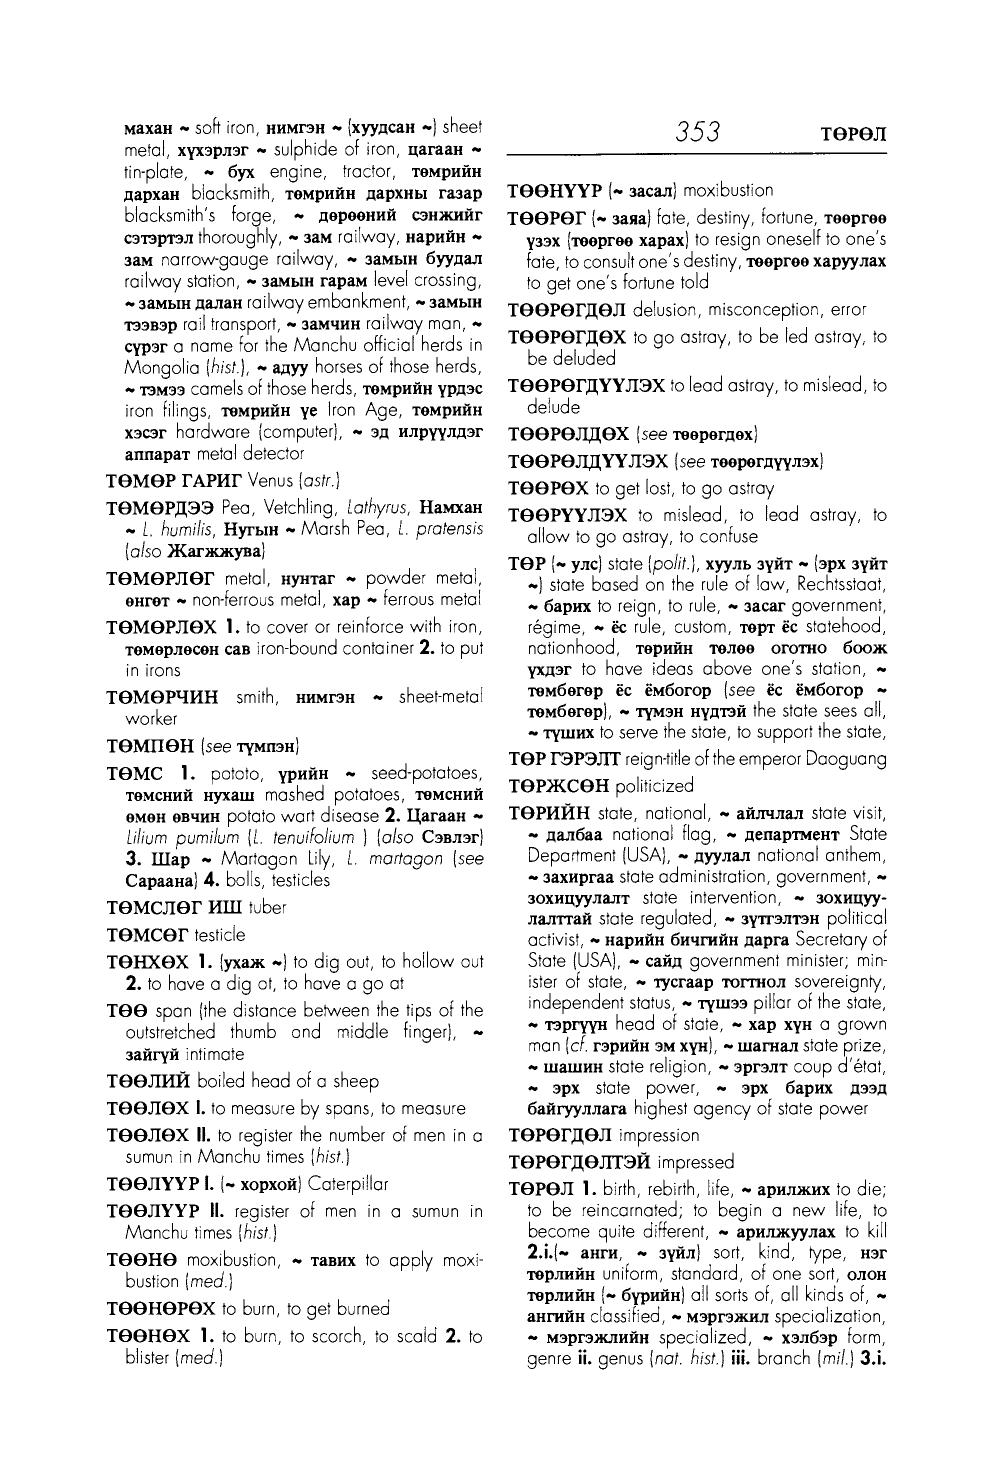 махан ~ soft iron, нимгэн ~ (хуудсан ~) sheet
metal, хүхэрлэг ~ sulphide of iron, цагаан ~
tin-plate, ~ бух engine, tractor, төмрийн
дархан blacksmith, төмрийн дархны газар
blacksmith's forge, ~ дөрөөний сэнжийг
сэтэртэл thoroughly, ~ зам railway, нарийн ~
зам narrow-gauge railway, ~ замын буудал
railway station, ~ замын гарам level crossing,
~ замын далан railway embankment, ~ замын
тээвэр rail transport, ~ замчин railway man, ~
сүрэг a name for the Manchu official herds in
Mongolia (hist.), ~ адуу horses of those herds,
~ тэмээ camels of those herds, төмрийн үрдэс
iron filings, төмрийн үе Iron Age, төмрийн
хэсэг hardware (computer), ~ эд илрүүлдэг
аппарат metal detector
ТӨМӨР ГАРИГ Venus (astr.)
ТӨМӨРДЭЭ Pea, Vetchling, Lathyrus, Намхан
~ L. humilis, Нугын ~ Marsh Pea, L. pratensis
(also Жагжжува)
ТӨМӨРЛӨГ metal, нунтаг ~ powder metal,
өнгөт ~ non-ferrous metal, хар ~ ferrous metal
ТӨМӨРЛӨХ 1. to cover or reinforce with iron,
төмөрлөсөн сав iron-bound container 2. to put
in irons
ТӨМӨРЧИН smith, нимгэн ~ sheet-metal
worker
ТӨМПӨН (see түмпэн)
ТӨМС 1. potato, үрийн ~ seed-potatoes,
төмсний нухаш mashed potatoes, төмсний
өмөн өвчин potato wart disease 2. Цагаан ~
Lilium pumilum (L. tenuifolium ) (also Сэвлэг)
3. Шар ~ Martagon Lily, L. martagon (see
Сараана) 4. balls, testicles
ТӨМСЛӨГ ИШ tuber
ТӨМСӨГ testicle
ТӨНХӨХ 1. (ухаж ~) to dig out, to hollow out
2. to have a dig at, to have a go at
ТӨӨ span (the distance between the tips of the
outstretched thumb and middle finger), ~
зайгүй intimate
ТӨӨЛИЙ boiled head of a sheep
ТӨӨЛӨХ I. to measure by spans, to measure
ТӨӨЛӨХ II. to register the number of men in a
sumun in Manchu times (hist.)
ТӨӨЛҮҮР I. (~ хорхой) Caterpillar
ТӨӨЛҮҮР II. register of men in a sumun in
Manchu times (hist.)
ТӨӨНӨ moxibustion, ~ тавих to apply moxi-
bustion (med.)
ТӨӨНӨРӨХ to burn, to get burned
ТӨӨНӨХ 1. to burn, to scorch, to scald 2. to
blister (med.)
353 ТӨРӨЛ
ТӨӨНҮҮР (~ засал) moxibustion
ТӨӨРӨГ (~ заяа) fate, destiny, fortune, төөргөө
үзэх (төөргөө харах) to resign oneself to one's
fate, to consult one's destiny, төөргөө харуулах
to get one's fortune told
ТӨӨРӨГДӨЛ delusion, misconception, error
ТӨӨРӨГДӨХ to go astray, to be led astray, to
be deluded
ТӨӨРӨГДҮҮЛЭХ to lead astray, to mislead, to
delude
ТӨӨРӨЛДӨХ (see төөрөгдөх)
ТӨӨРӨЛДҮҮЛЭХ (see төөрөгдүүлэх)
ТӨӨРӨХ to get lost, to go astray
ТӨӨРҮҮЛЭХ to mislead, to lead astray, to
allow to go astray, to confuse
ТӨР (~ улс) state (polit.), хууль зүйт ~ (эрх зүйт
~) state based on the rule of law, Rechtsstaat,
~ барих to reign, to rule, ~ засаг government,
régime, ~ ёс rule, custom, төрт ёс statehood,
nationhood, төрийн төлөө оготно боож
үхдэг to have ideas above one's station, ~
төмбөгөр ёс ёмбогор (see ёс ёмбогор ~
төмбөгөр), ~ түмэн нүдтэй the state sees all,
~ түших to serve the state, to support the state,
ТӨР ГЭРЭЛТ reign-title of the emperor Daoguang
ТӨРЖСӨН politicized
ТӨРИЙН state, national, ~ айлчлал state visit,
~ далбаа national flag, ~ департмент State
Department (USA), ~ дуулал national anthem,
~ захиргаа state administration, government, ~
зохицуулалт state intervention, ~ зохицуу-
лалттай state regulated, ~ зүтгэлтэн political
activist, ~ нарийн бичгийн дарга Secretary of
State (USA), ~ сайд government minister; min-
ister of state, ~ тусгаар тогтнол sovereignty,
independent status, ~ түшээ pillar of the state,
~ тэргүүн head of state, ~ хар хүн a grown
man (cf. гэрийн эм хүн), ~ шагнал state prize,
~ шашин state religion, ~ эргэлт coup d'état,
~ эрх state power, ~ эрх барих дээд
байгууллага highest agency of state power
ТӨРӨГДӨЛ impression
ТӨРӨГДӨЛТЭЙ impressed
ТӨРӨЛ 1. birth, rebirth, life, ~ арилжих to die;
to be reincarnated; to begin a new life, to
become quite different, ~ арилжуулах to kill
2.i.(~ анги, ~ зүйл) sort, kind, type, нэг
төрлийн uniform, standard, of one sort, олон
төрлийн (~ бүрийн) all sorts of, all kinds of, ~
ангийн classified, ~ мэргэжил specialization,
~ мэргэжлийн specialized, ~ хэлбэр form,
genre ii. genus (nat. hist.) iii. branch (mil.) 3.i.